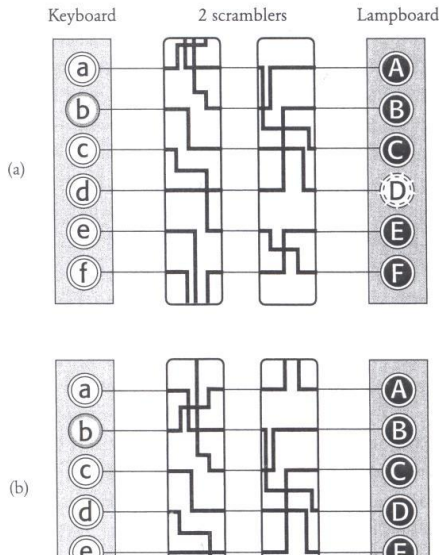 Keyboard 2 scramblers Lampboard
a A
b B
(a)
c C
d D
e E
f F
a A
b B
(b)
c C
d D
e E